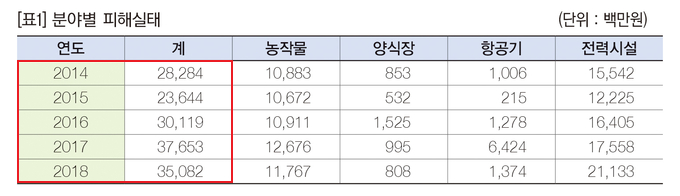 [표1] 분야별 피해실태 (단위 : 백만원)
연도 계 농작물 양식장 항공기 전력시설
2014 28,284 10,883 853 1,006 15,542
2015 23,644 10,672 532 215 12,225
2016 30,119 10,911 1,525 1,278 16,405
2017 37,653 12,676 995 6,424 17,558
2018 35,082 11,767 808 1,374 21,133